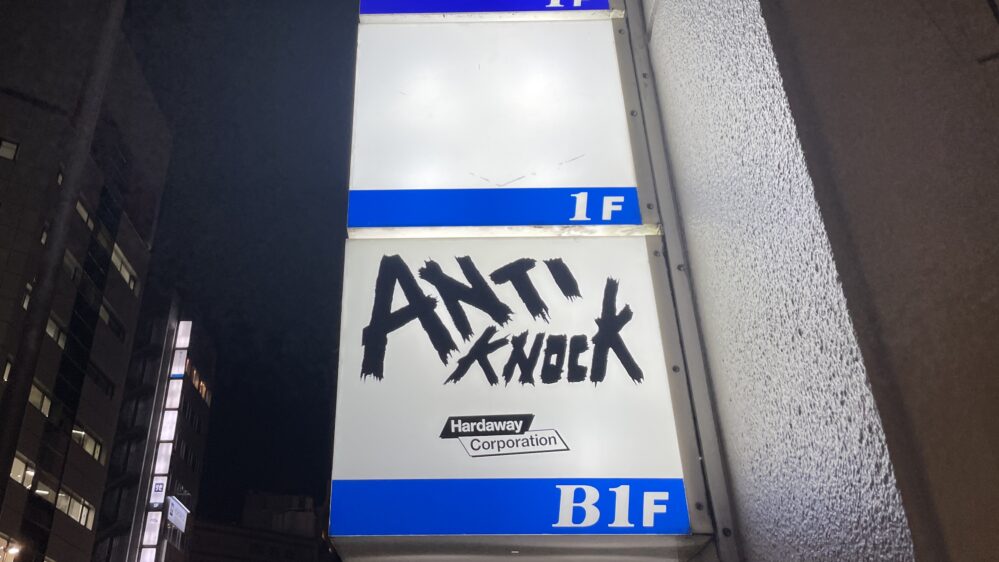 1F
1F
ANTI
KNOCK
Hardaway
Corporation
B1F